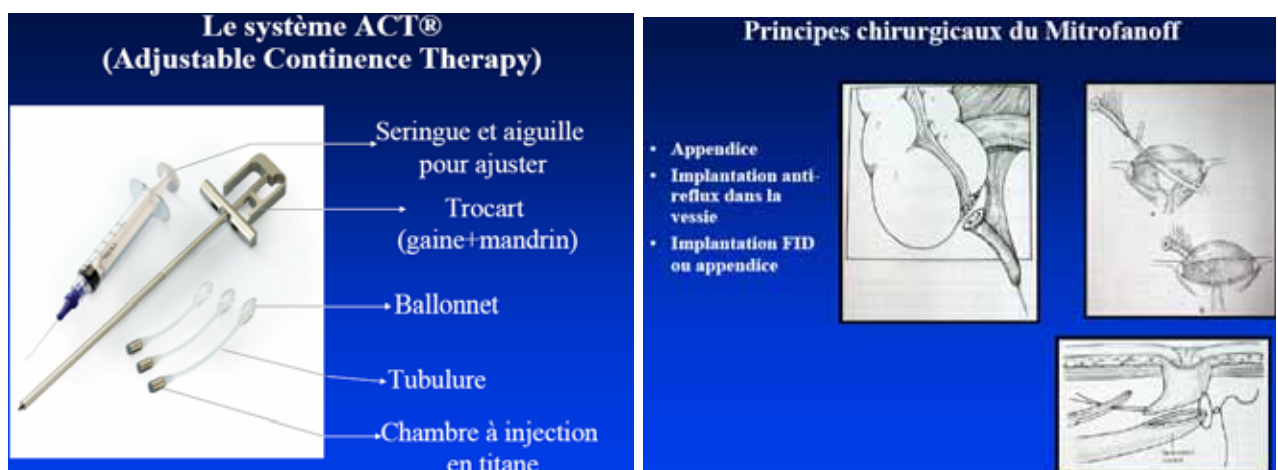 Le système ACT®
(Adjustable Continence Therapy)
Seringue et aiguille
pour ajuster
Trocart
(gaine+mandrin)
Ballonnet
Tubulure
Chambre à injection
en titane
Principes chirurgicaux du Mitrofanoff
• Appendice
• Implantation anti-
reflux dans la
vessie
• Implantation FID
ou appendice